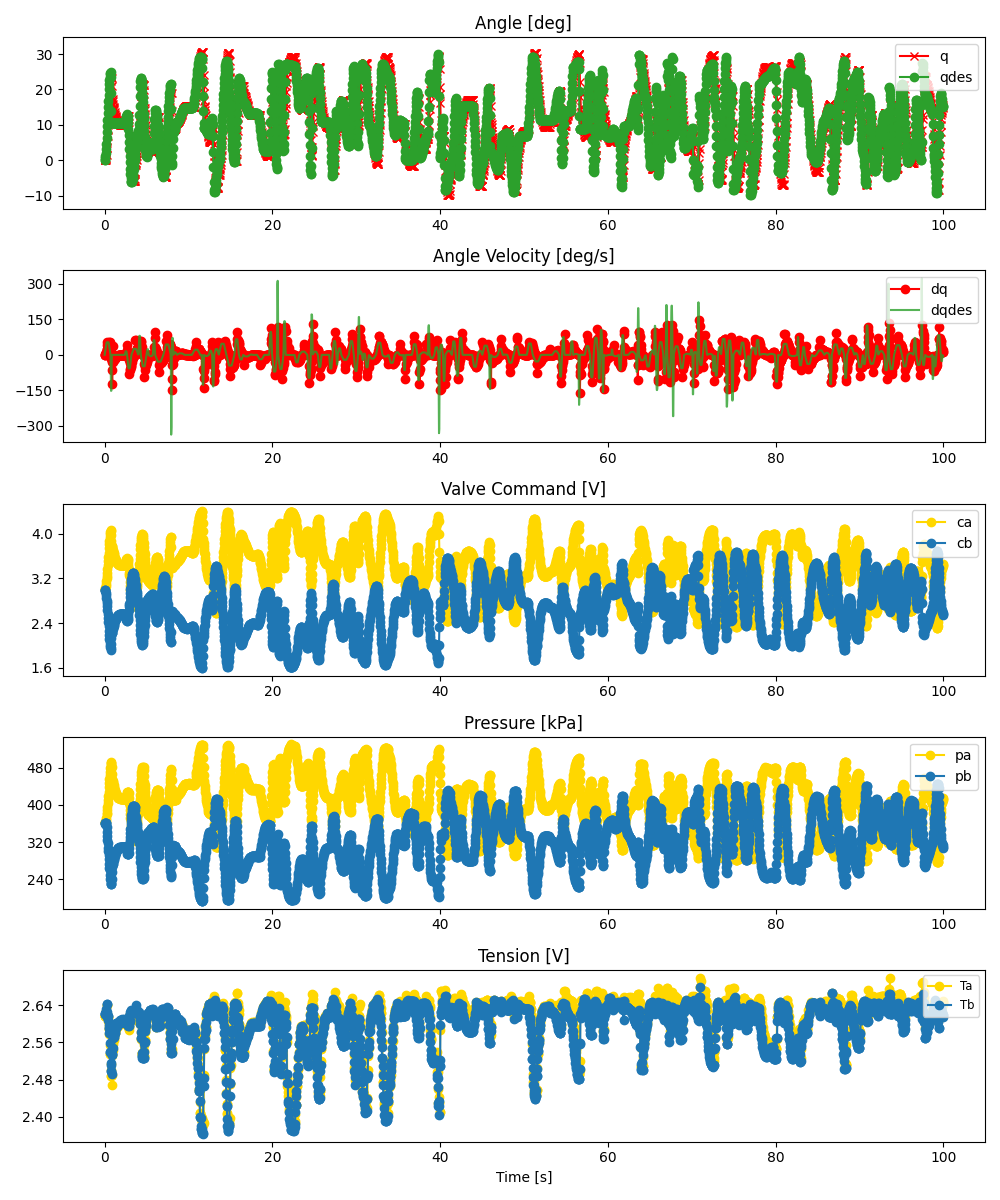 Angle [deg]
30
20
10
0
−10
q
qdes
0 20 40 60 80 100
Angle Velocity [deg/s]
300
150
0
−150
−300
dq
dqdes
0 20 40 60 80 100
Valve Command [V]
4.0
3.2
2.4
1.6
ca
cb
0 20 40 60 80 100
Pressure [kPa]
480
400
320
240
pa
pb
0 20 40 60 80 100
Tension [V]
2.64
2.56
2.48
2.40
Ta
Tb
0 20 40 60 80 100
Time [s]